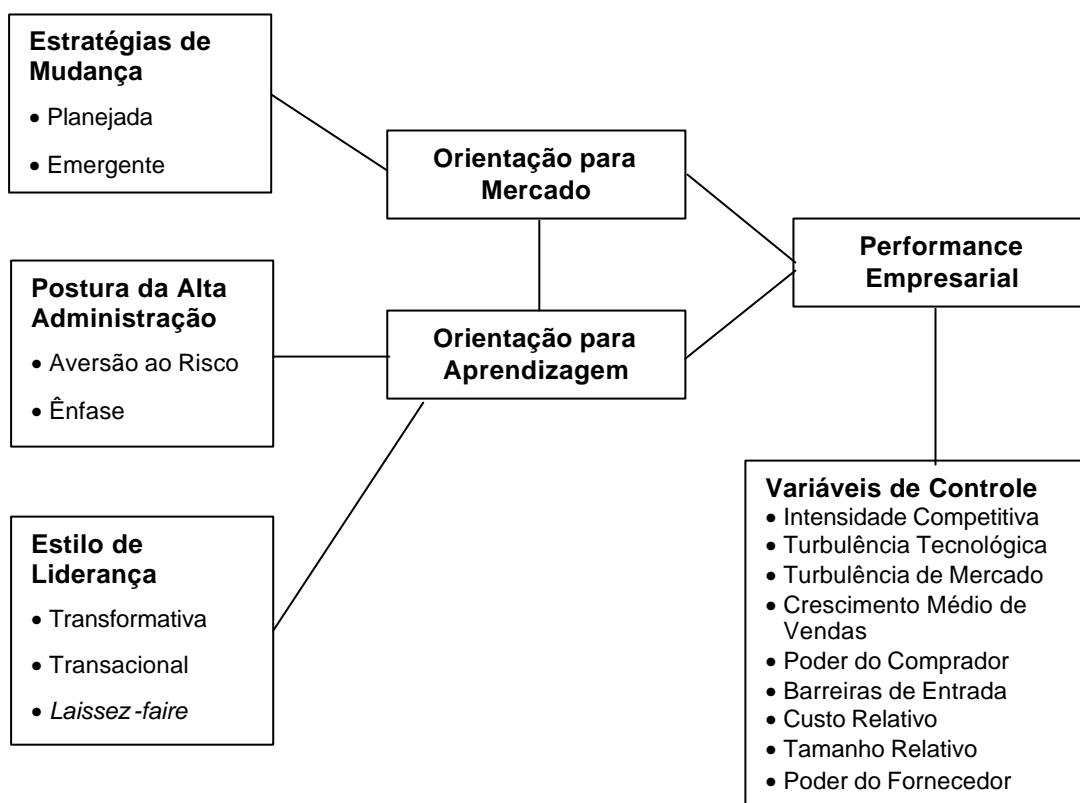 Estratégias de
Mudança
• Planejada
• Emergente
Orientação para
Mercado
Performance
Empresarial
Postura da Alta
Administração
• Aversão ao Risco
• Ênfase
Orientação para
Aprendizagem
Estilo de
Liderança
• Transformativa
• Transacional
• Laissez-faire
Variáveis de Controle
• Intensidade Competitiva
• Turbulência Tecnológica
• Turbulência de Mercado
• Crescimento Médio de
Vendas
• Poder do Comprador
• Barreiras de Entrada
• Custo Relativo
• Tamanho Relativo
• Poder do Fornecedor